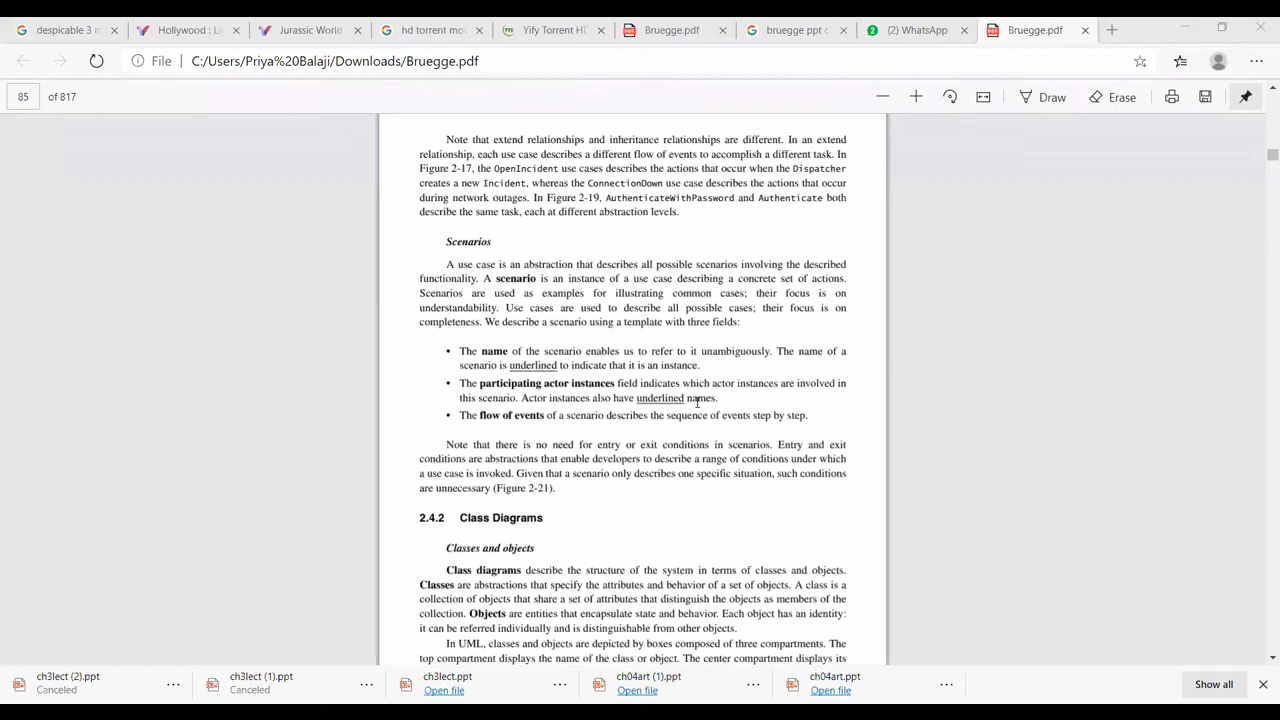 despicable 3 m
Hollywood : La
Jurassic World
hd torrent mo
Yify Torrent HD
Bruegge.pdf
bruegge ppt c
(2) WhatsApp
Bruegge.pdf
File C:/Users/Priya%20Balaji/Downloads/Bruegge.pdf
85 of 817
Draw
Erase
Note that extend relationships and inheritance relationships are different. In an extend
relationship, each use case describes a different flow of events to accomplish a different task. In
Figure 2-17, the OpenIncident use cases describes the actions that occur when the Dispatcher
creates a new Incident, whereas the ConnectionDown use case describes the actions that occur
during network outages. In Figure 2-19, AuthenticateWithPassword and Authenticate both
describe the same task, each at different abstraction levels.
Scenarios
A use case is an abstraction that describes all possible scenarios involving the described
functionality. A scenario is an instance of a use case describing a concrete set of actions.
Scenarios are used as examples for illustrating common cases; their focus is on
understandability. Use cases are used to describe all possible cases; their focus is on
completeness. We describe a scenario using a template with three fields:
• The name of the scenario enables us to refer to it unambiguously. The name of a
scenario is underlined to indicate that it is an instance.
• The participating actor instances field indicates which actor instances are involved in
this scenario. Actor instances also have underlined names.
• The flow of events of a scenario describes the sequence of events step by step.
Note that there is no need for entry or exit conditions in scenarios. Entry and exit
conditions are abstractions that enable developers to describe a range of conditions under which
a use case is invoked. Given that a scenario only describes one specific situation, such conditions
are unnecessary (Figure 2-21).
2.4.2 Class Diagrams
Classes and objects
Class diagrams describe the structure of the system in terms of classes and objects.
Classes are abstractions that specify the attributes and behavior of a set of objects. A class is a
collection of objects that share a set of attributes that distinguish the objects as members of the
collection. Objects are entities that encapsulate state and behavior. Each object has an identity:
it can be referred individually and is distinguishable from other objects.
In UML, classes and objects are depicted by boxes composed of three compartments. The
top compartment displays the name of the class or object. The center compartment displays its
ch3lect (2).ppt
Canceled
ch3lect (1).ppt
Canceled
ch3lect.ppt
Open file
ch04art (1).ppt
Open file
ch04art.ppt
Open file
Show all